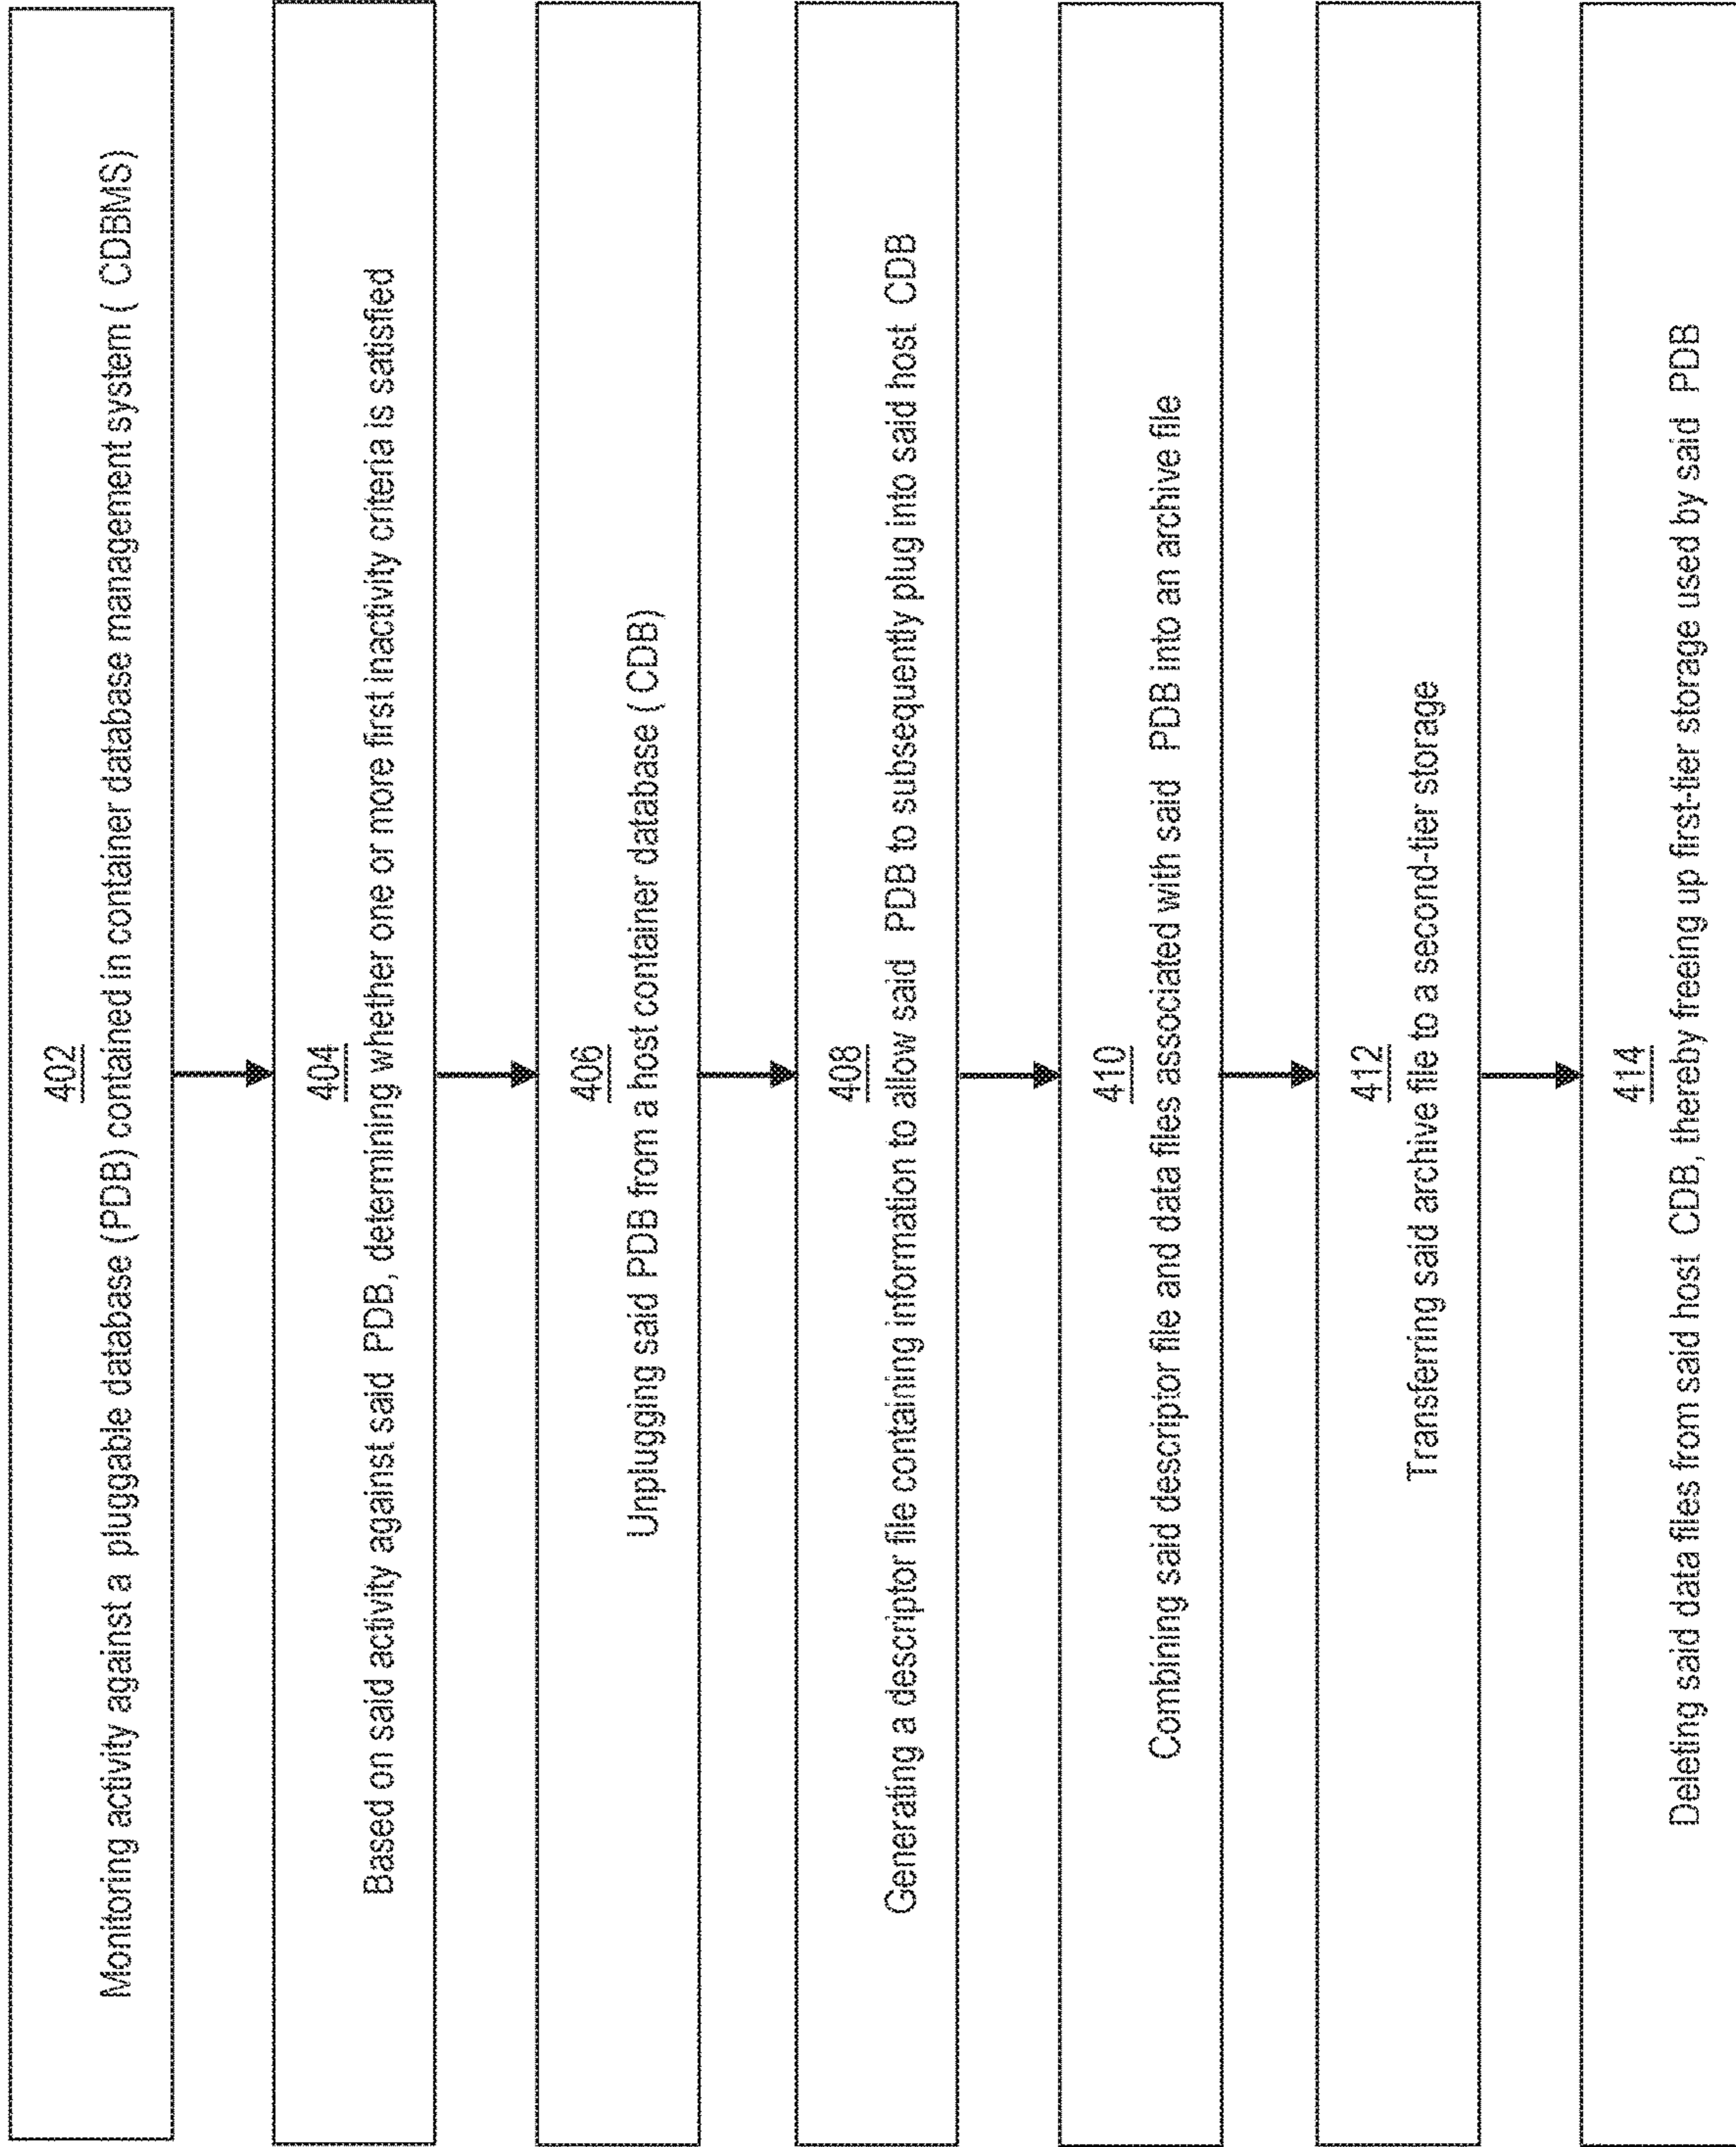 402
Monitoring activity against a pluggable database (PDB) contained in container database management system ( CDBMS)
404
Based on said activity against said PDB, determining whether one or more first inactivity criteria is satisfied
406
Unplugging said PDB from a host container database ( CDB)
408
Generating a descriptor file containing information to allow said PDB to subsequently plug into said host CDB
410
Combining said descriptor file and data files associated with said PDB into an archive file
412
Transferring said archive file to a second-tier storage
414
Deleting said data files from said host CDB, thereby freeing up first-tier storage used by said PDB